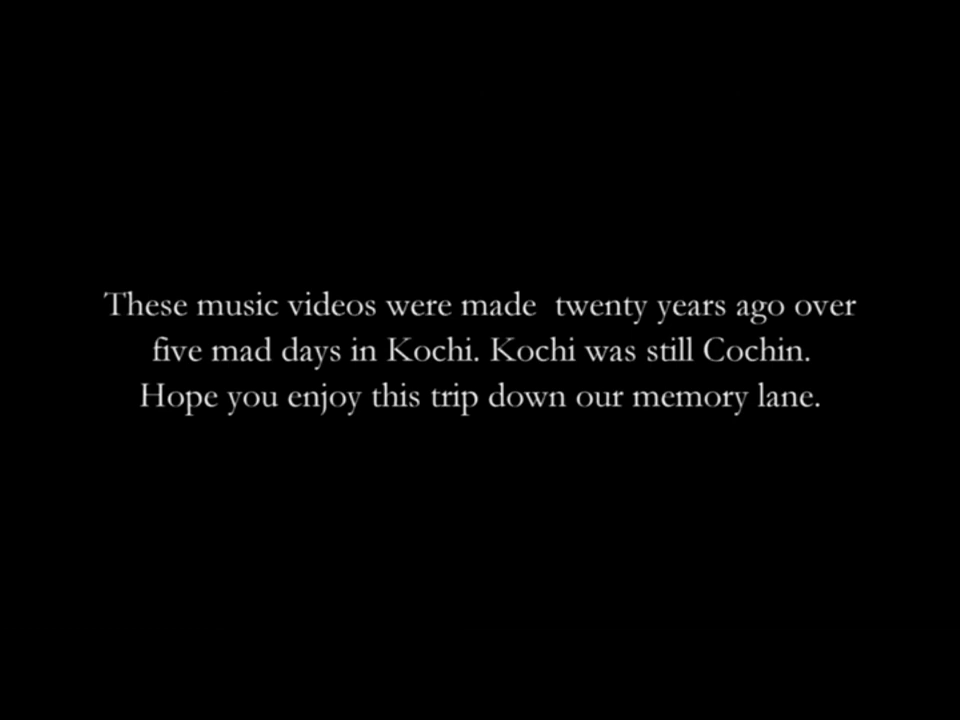 These music videos were made  twenty years ago over
five mad days in Kochi. Kochi was still Cochin.
Hope you enjoy this trip down our memory lane.